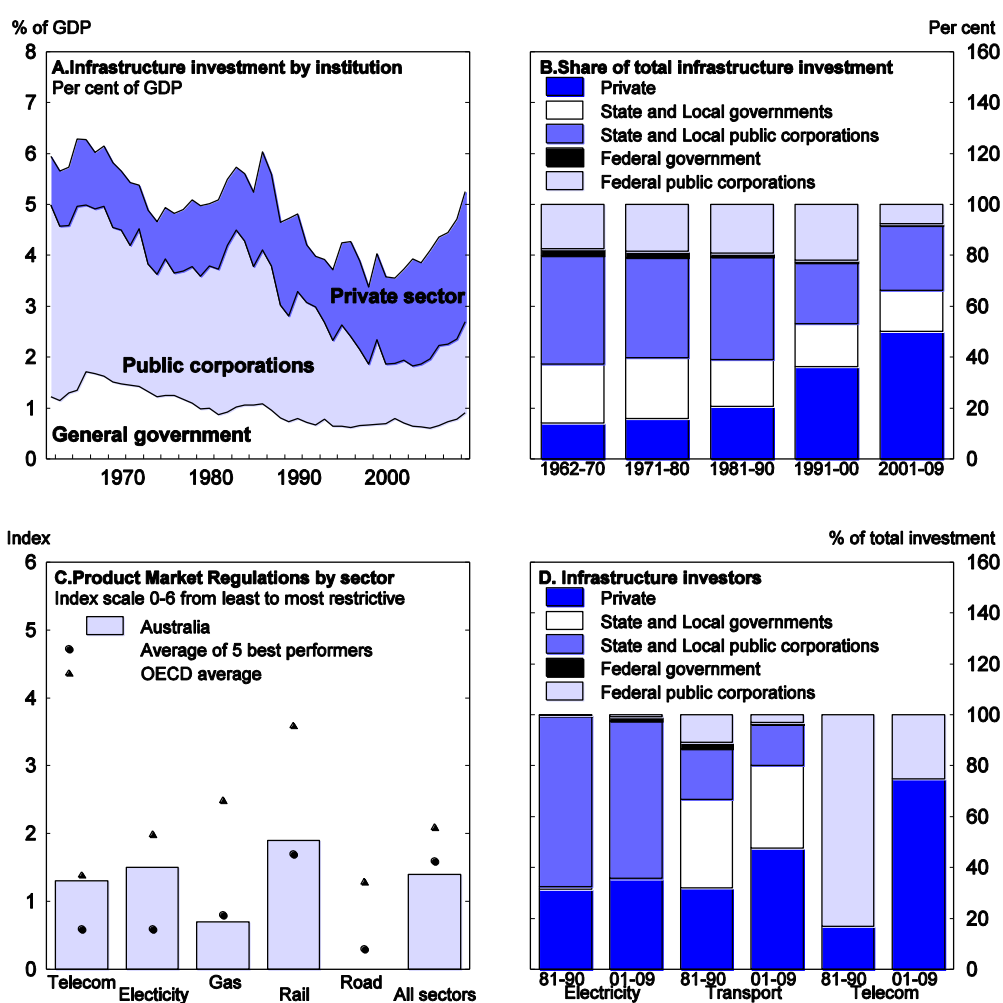 % of GDP
8
7
6
5
4
3
2
1
0
A.Infrastructure investment by institution
Per cent of GDP
Private sector
Public corporations
General government
1970 1980 1990 2000
Per cent
160
140
120
100
80
60
40
20
0
B.Share of total infrastructure investment
Private
State and Local governments
State and Local public corporations
Federal government
Federal public corporations
1962-70 1971-80 1981-90 1991-00 2001-09
Index
6
5
4
3
2
1
0
C.Product Market Regulations by sector
Index scale 0-6 from least to most restrictive
Australia
Average of 5 best performers
OECD average
Telecom Electicity Gas Rail Road All sectors
% of total investment
160
140
120
100
80
60
40
20
0
D. Infrastructure investors
Private
State and Local governments
State and Local public corporations
Federal government
Federal public corporations
81-90 01-09 81-90 01-09 81-90 01-09
Electricity Transport Telecom